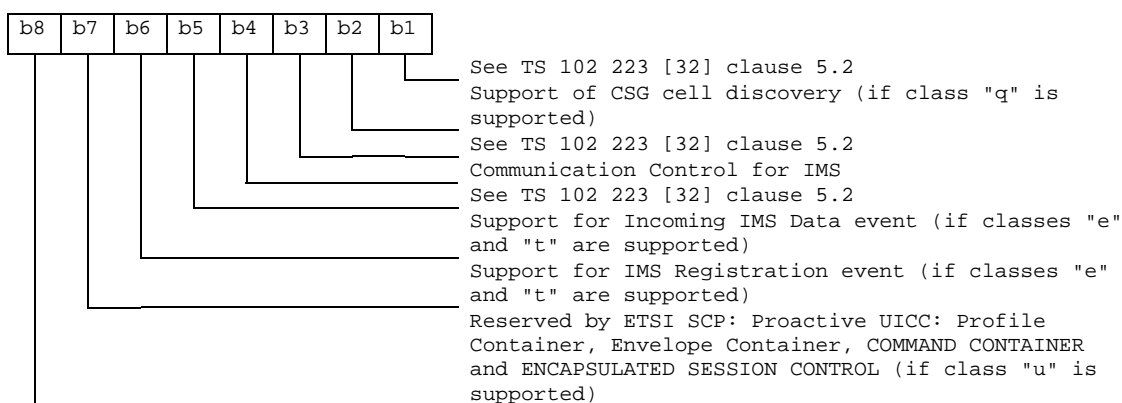 b8 b7 b6 b5 b4 b3 b2 b1
See TS 102 223 [32] clause 5.2
Support of CSG cell discovery (if class "q" is
supported)
See TS 102 223 [32] clause 5.2
Communication Control for IMS
See TS 102 223 [32] clause 5.2
Support for Incoming IMS Data event (if classes "e"
and "t" are supported)
Support for IMS Registration event (if classes "e"
and "t" are supported)
Reserved by ETSI SCP: Proactive UICC: Profile
Container, Envelope Container, COMMAND CONTAINER
and ENCAPSULATED SESSION CONTROL (if class "u" is
supported)